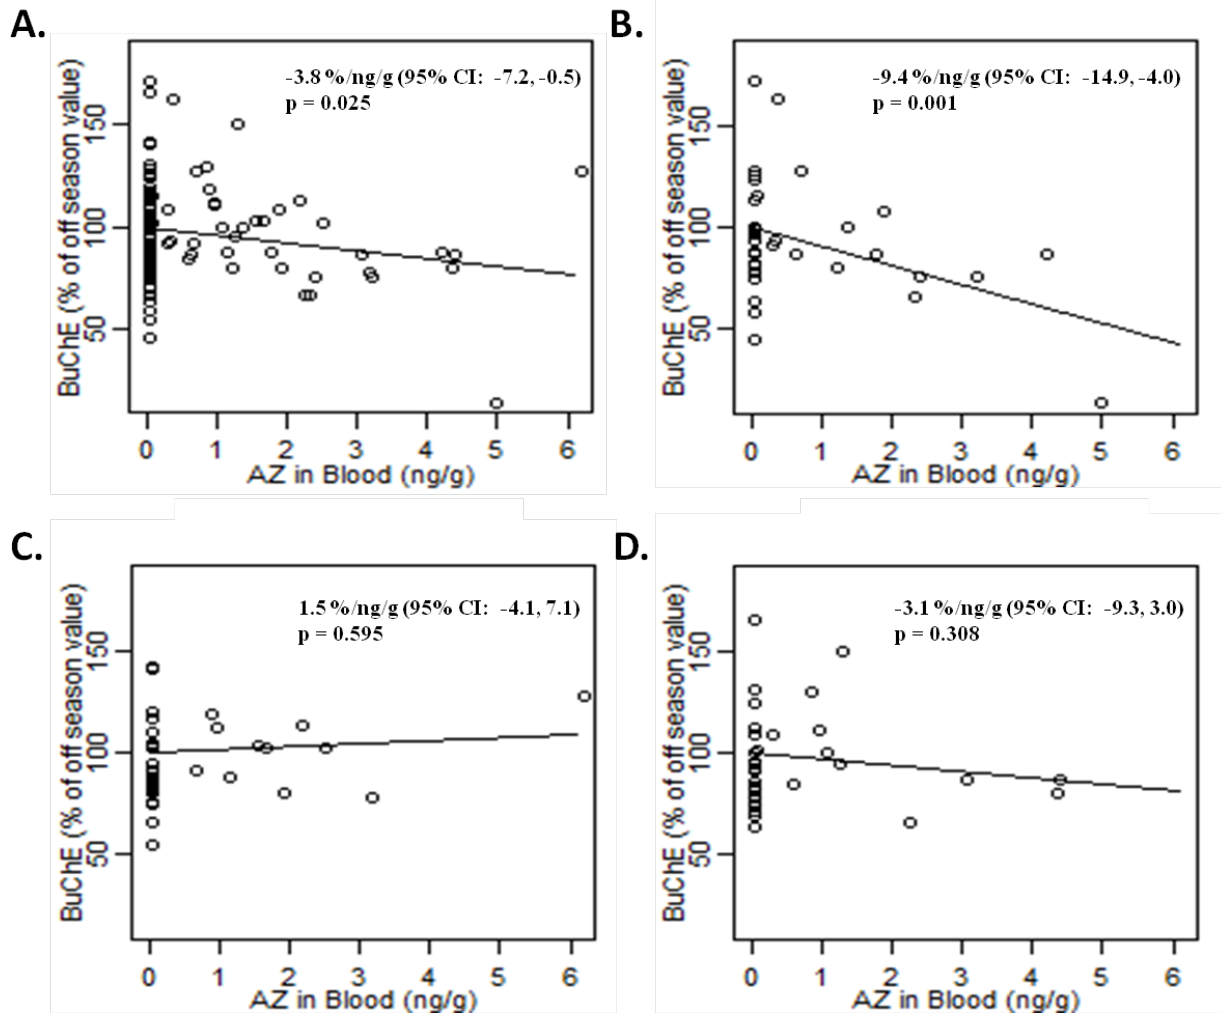 A.
BuChE (% of off season value)
150
100
50
-3.8 %/ng/g (95% CI: -7.2, -0.5)
p = 0.025
0 1 2 3 4 5 6
AZ in Blood (ng/g)
B.
BuChE (% of off season value)
150
100
50
-9.4 %/ng/g (95% CI: -14.9, -4.0)
p = 0.001
0 1 2 3 4 5 6
AZ in Blood (ng/g)
C.
BuChE (% of off season value)
150
100
50
1.5 %/ng/g (95% CI: -4.1, 7.1)
p = 0.595
0 1 2 3 4 5 6
AZ in Blood (ng/g)
D.
BuChE (% of off season value)
150
100
50
-3.1 %/ng/g (95% CI: -9.3, 3.0)
p = 0.308
0 1 2 3 4 5 6
AZ in Blood (ng/g)